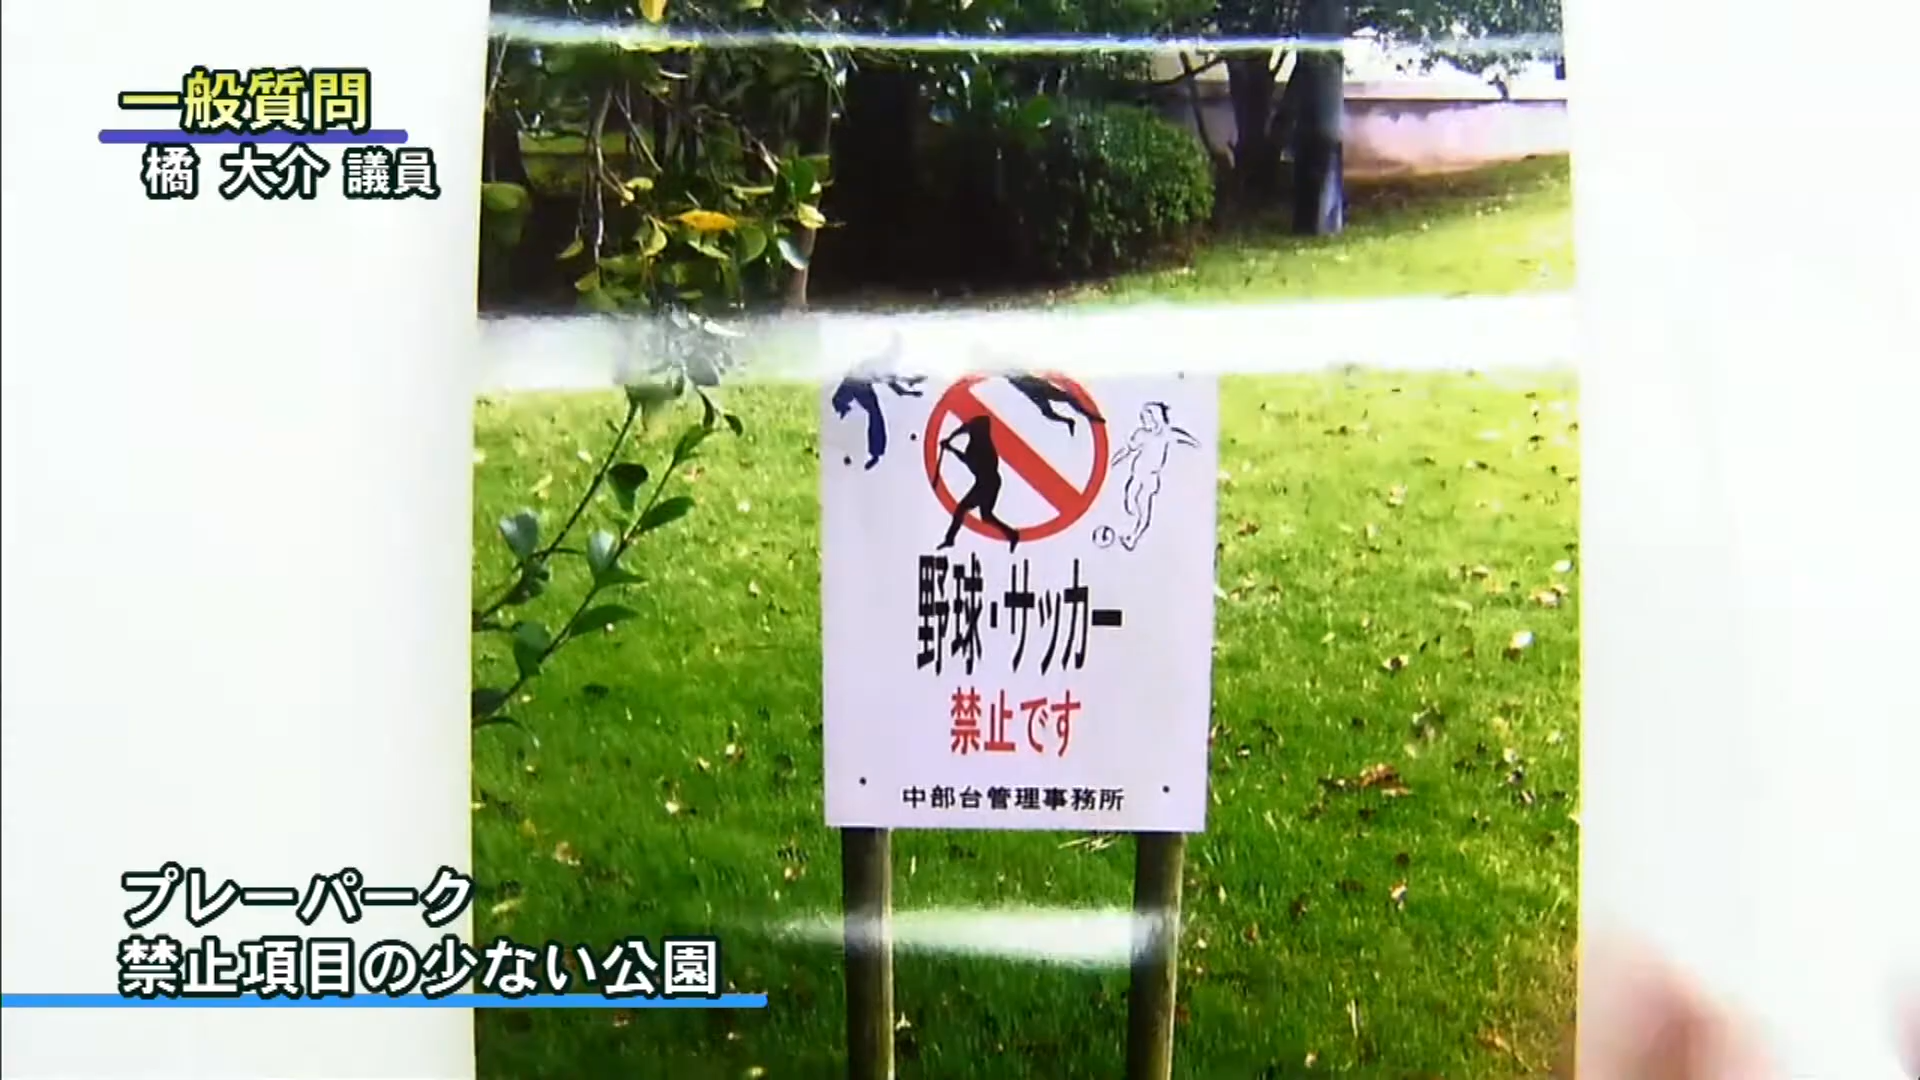 一般質問
橘 大介 議員
野球・サッカー
禁止です
中部台管理事務所
プレーパーク
禁止項目の少ない公園